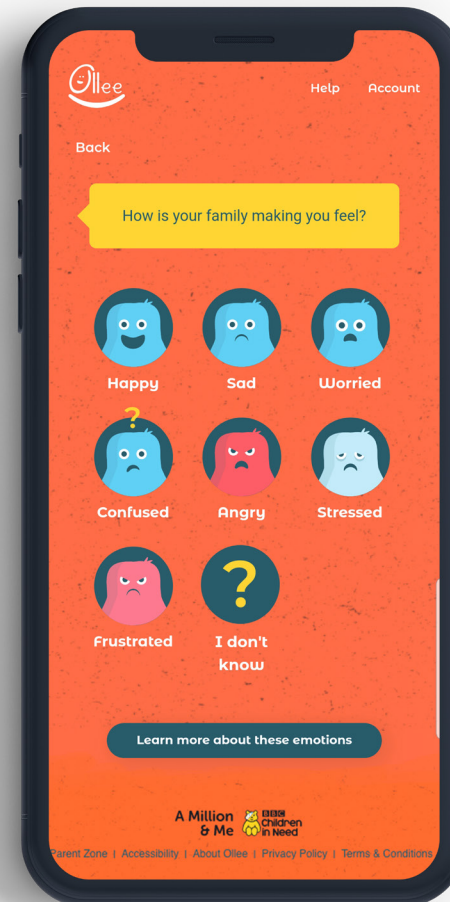 Ollee
Help Account
Back
How is your family making you feel?
Happy Sad Worried
?
Confused Angry Stressed
?
Frustrated I don't
know
Learn more about these emotions
A Million
& Me
BBC
Children
in Need
Parent Zone | Accessibility | About Ollee | Privacy Policy | Terms & Conditions